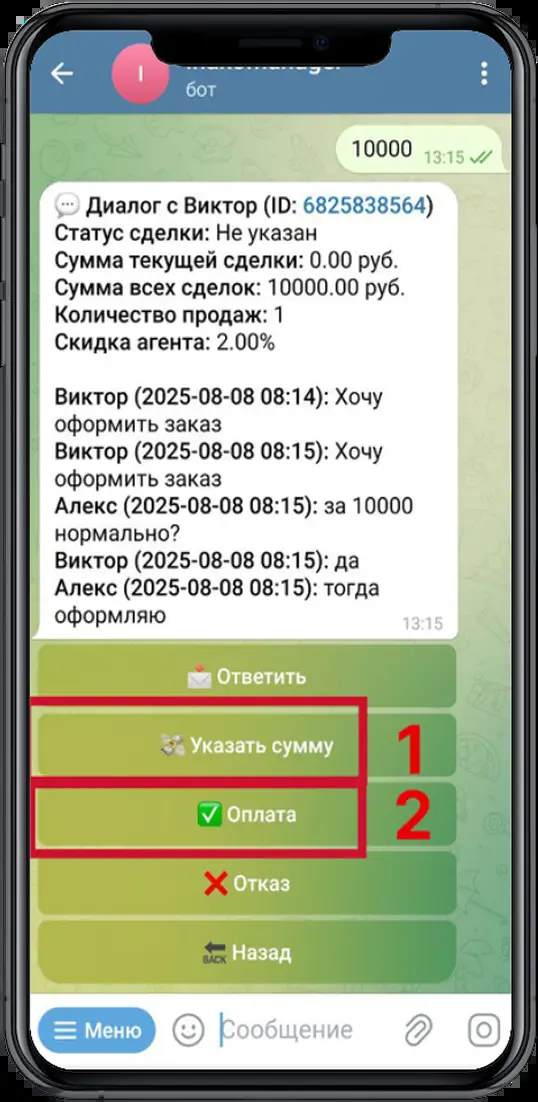 I
бот
10000
13:15
Диалог с Виктор (ID: 6825838564)
Статус сделки: Не указан
Сумма текущей сделки: 0.00 руб.
Сумма всех сделок: 10000.00 руб.
Количество продаж: 1
Скидка агента: 2.00%
Виктор (2025-08-08 08:14): Хочу
оформить заказ
Виктор (2025-08-08 08:15): Хочу
оформить заказ
Алекс (2025-08-08 08:15): за 10000
нормально?
Виктор (2025-08-08 08:15): да
Алекс (2025-08-08 08:15): тогда
оформляю
13:15
Ответить
Указать сумму
1
Оплата
2
Отказ
BACK Назад
Меню
Сообщение